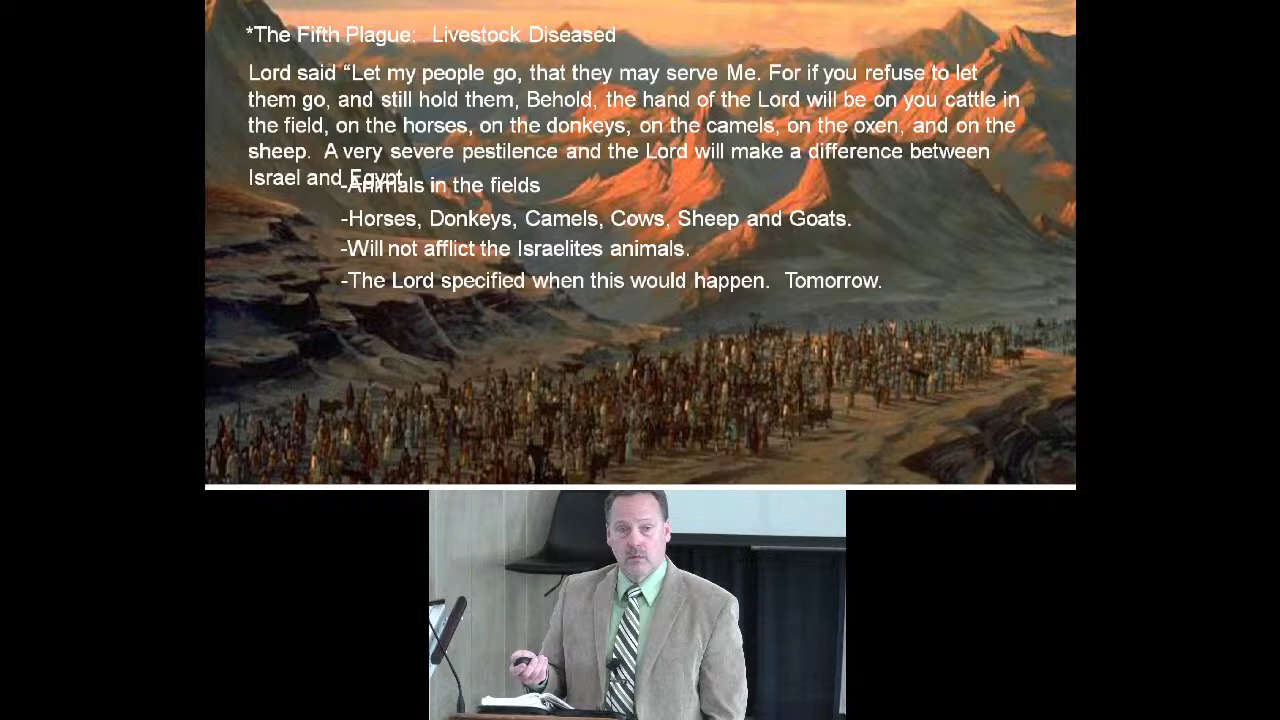 *The Fifth Plague:  Livestock Diseased
Lord said “Let my people go, that they may serve Me. For if you refuse to let
them go, and still hold them, Behold, the hand of the Lord will be on you cattle in
the field, on the horses, on the donkeys, on the camels, on the oxen, and on the
sheep.  A very severe pestilence and the Lord will make a difference between
Israel and Egypt.
-Animals in the fields
-Horses, Donkeys, Camels, Cows, Sheep and Goats.
-Will not afflict the Israelites animals.
-The Lord specified when this would happen.  Tomorrow.